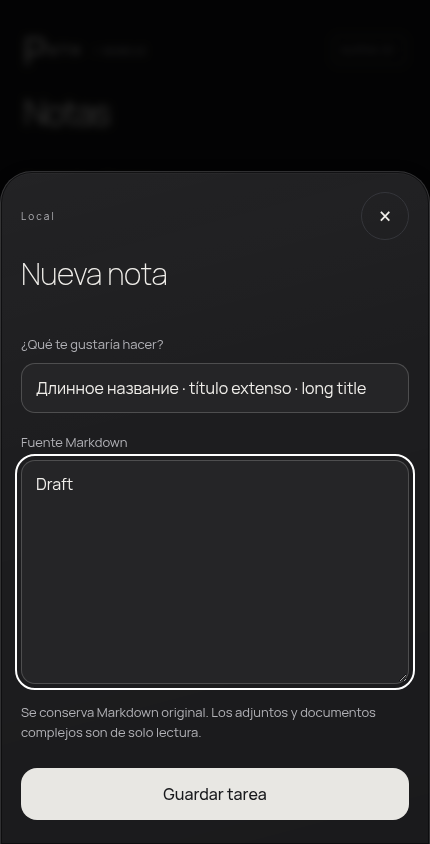 Notas
Local
×
Nueva nota
¿Qué te gustaría hacer?
Длинное название · título extenso · long title
Fuente Markdown
Draft
Se conserva Markdown original. Los adjuntos y documentos
complejos son de solo lectura.
Guardar tarea